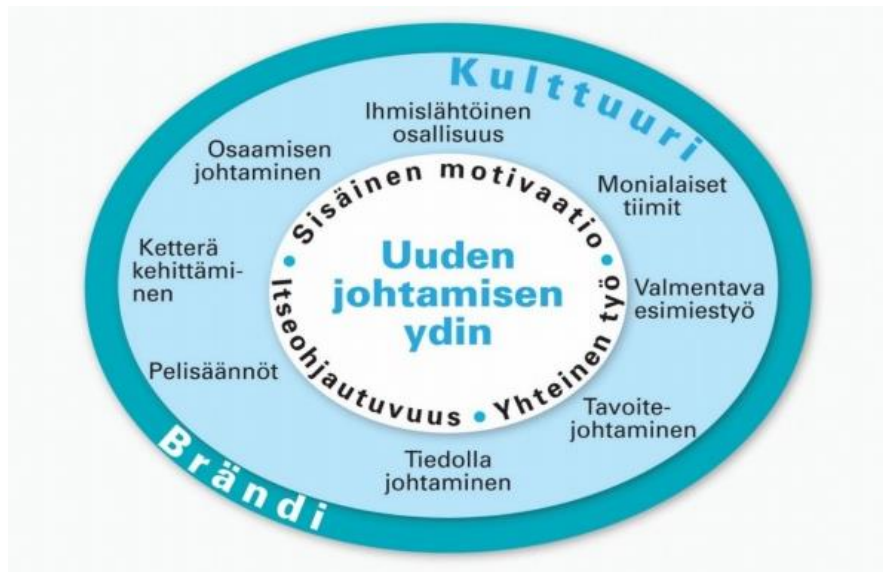 Kulttuuri
Ihmislähtöinen
osallisuus
Osaamisen
johtaminen
Monialaiset
tiimit
Ketterä
kehittämi-
nen
Valmentava
esimiestyö
Pelisäännöt
Tavoite-
johtaminen
Tiedolla
johtaminen
Sisäinen motivaatio •
Yhteinen työ •
Itseohjautuvuus •
Uuden
johtamisen
ydin
Brändi